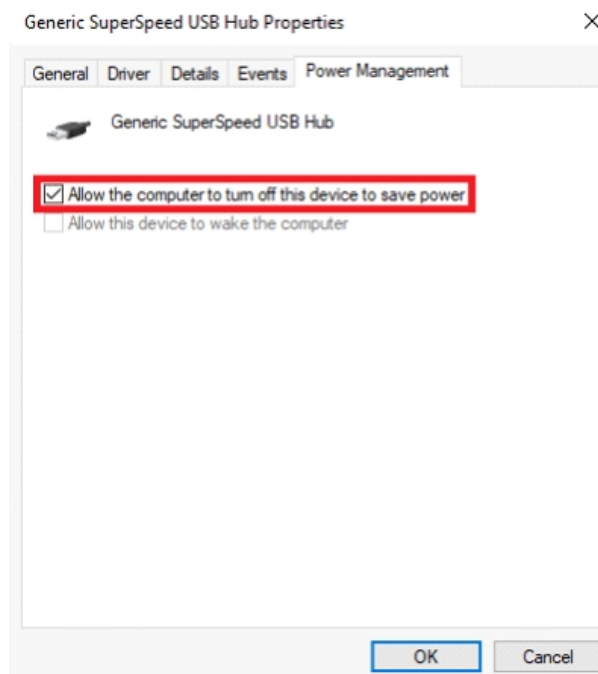 Generic SuperSpeed USB Hub Properties
General Driver Details Events Power Management
Generic SuperSpeed USB Hub
Allow the computer to turn off this device to save power
Allow this device to wake the computer
OK Cancel